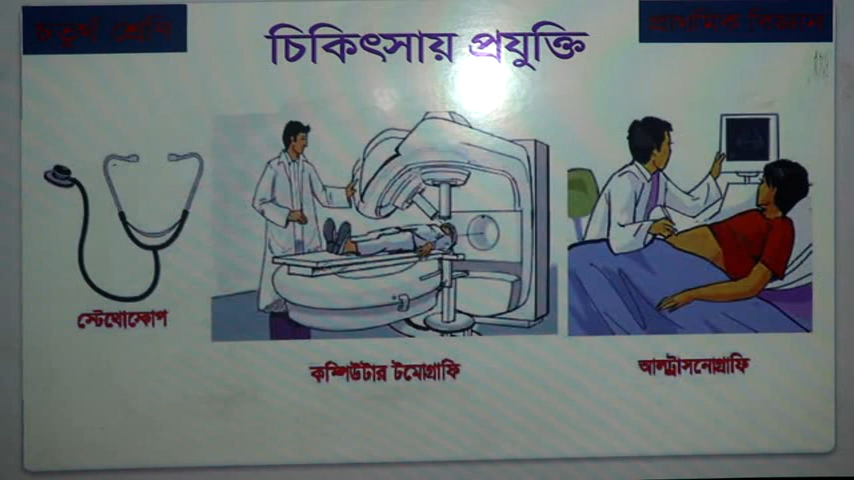 চতুর্থ শ্রেণি
প্রাথমিক বিজ্ঞান
চিকিৎসায় প্রযুক্তি
স্টেথোস্কোপ
কম্পিউটার টমোগ্রাফি
আলট্রাসনোগ্রাফি